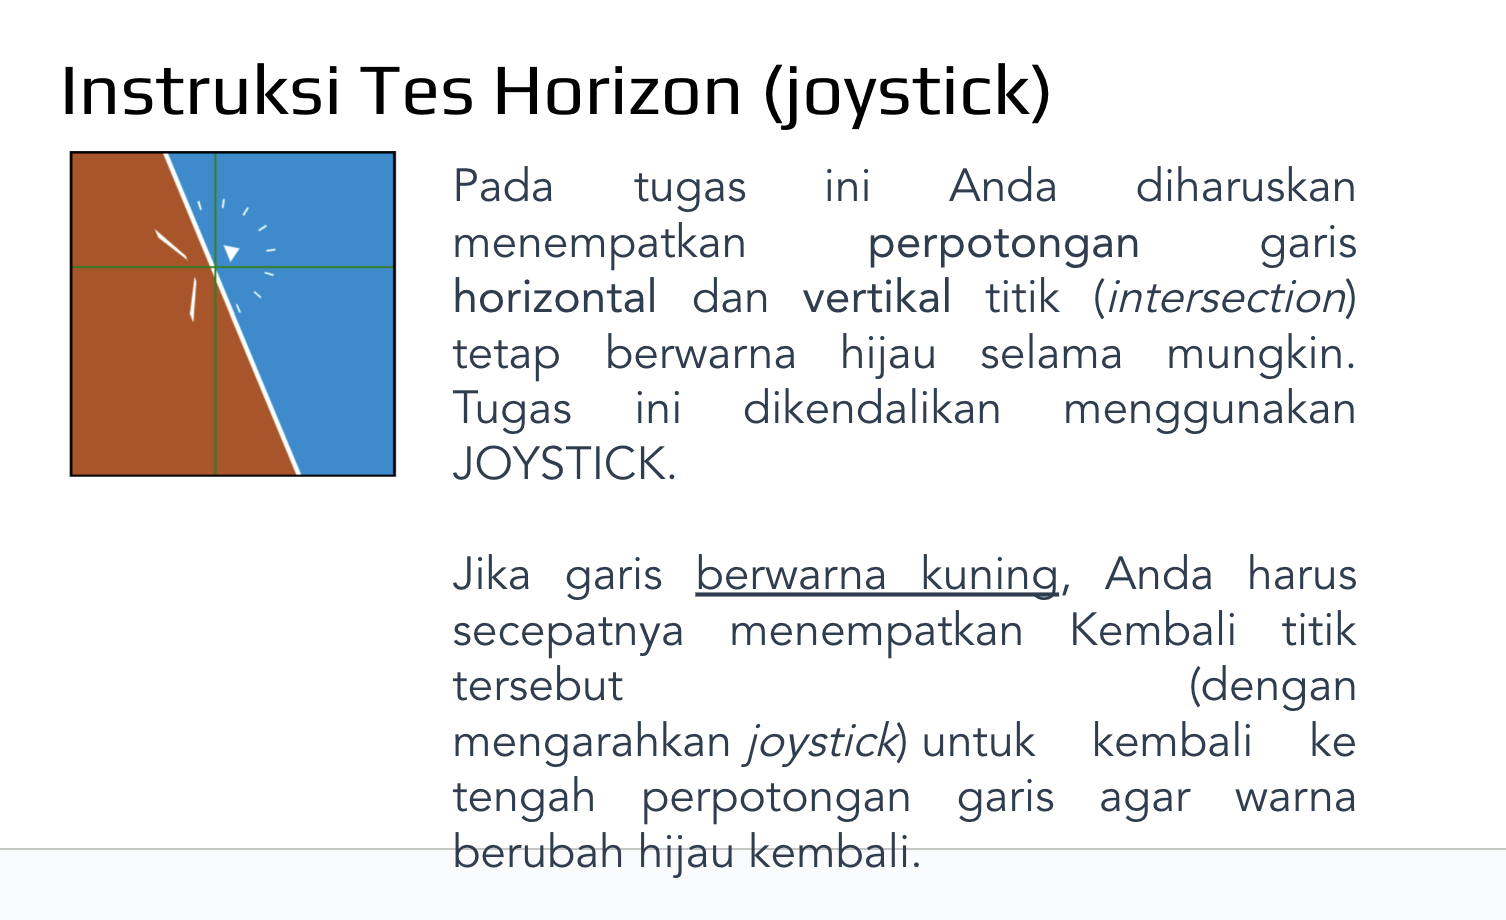 Instruksi Tes Horizon (joystick)
Pada tugas ini Anda diharuskan
menempatkan perpotongan garis
horizontal dan vertikal titik (intersection)
tetap berwarna hijau selama mungkin.
Tugas ini dikendalikan menggunakan
JOYSTICK.
Jika garis berwarna kuning, Anda harus
secepatnya menempatkan Kembali titik
tersebut (dengan
mengarahkan joystick) untuk kembali ke
tengah perpotongan garis agar warna
berubah hijau kembali.